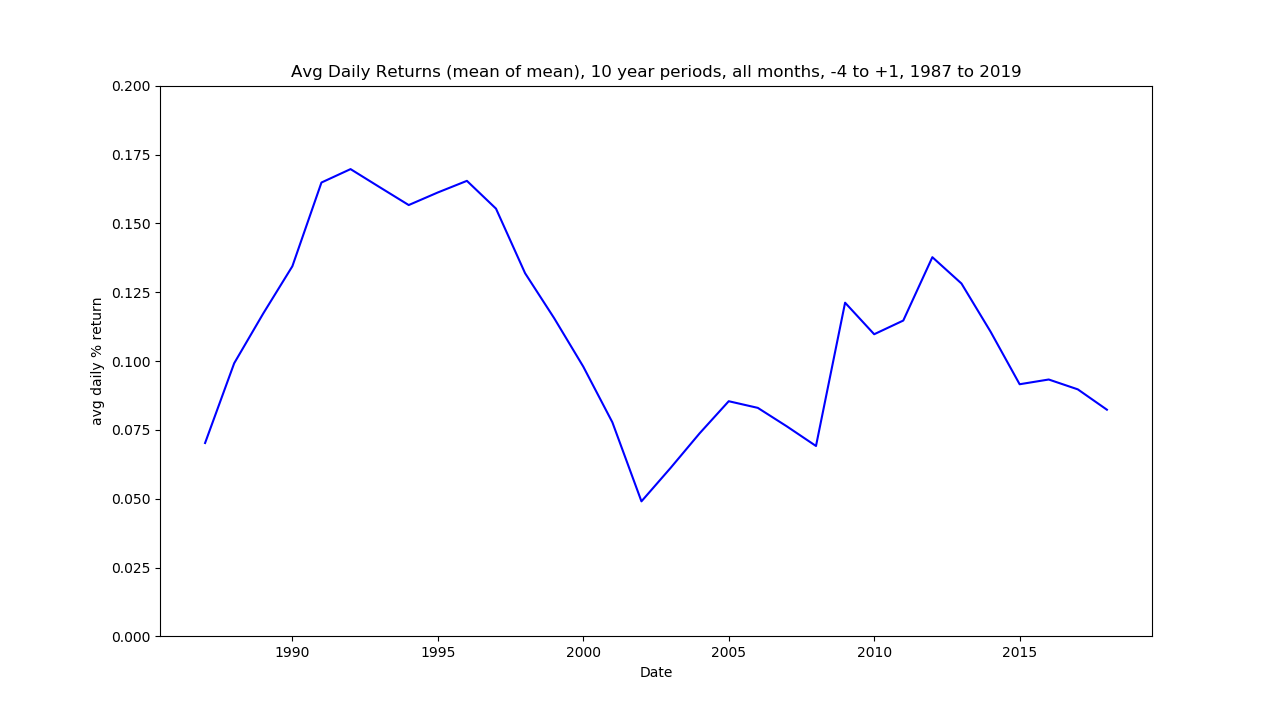 Avg Daily Returns (mean of mean), 10 year periods, all months, -4 to +1, 1987 to 2019
0.200
0.175
0.150
0.125
0.100
0.075
0.050
0.025
0.000
avg daily % return
1990 1995 2000 2005 2010 2015
Date